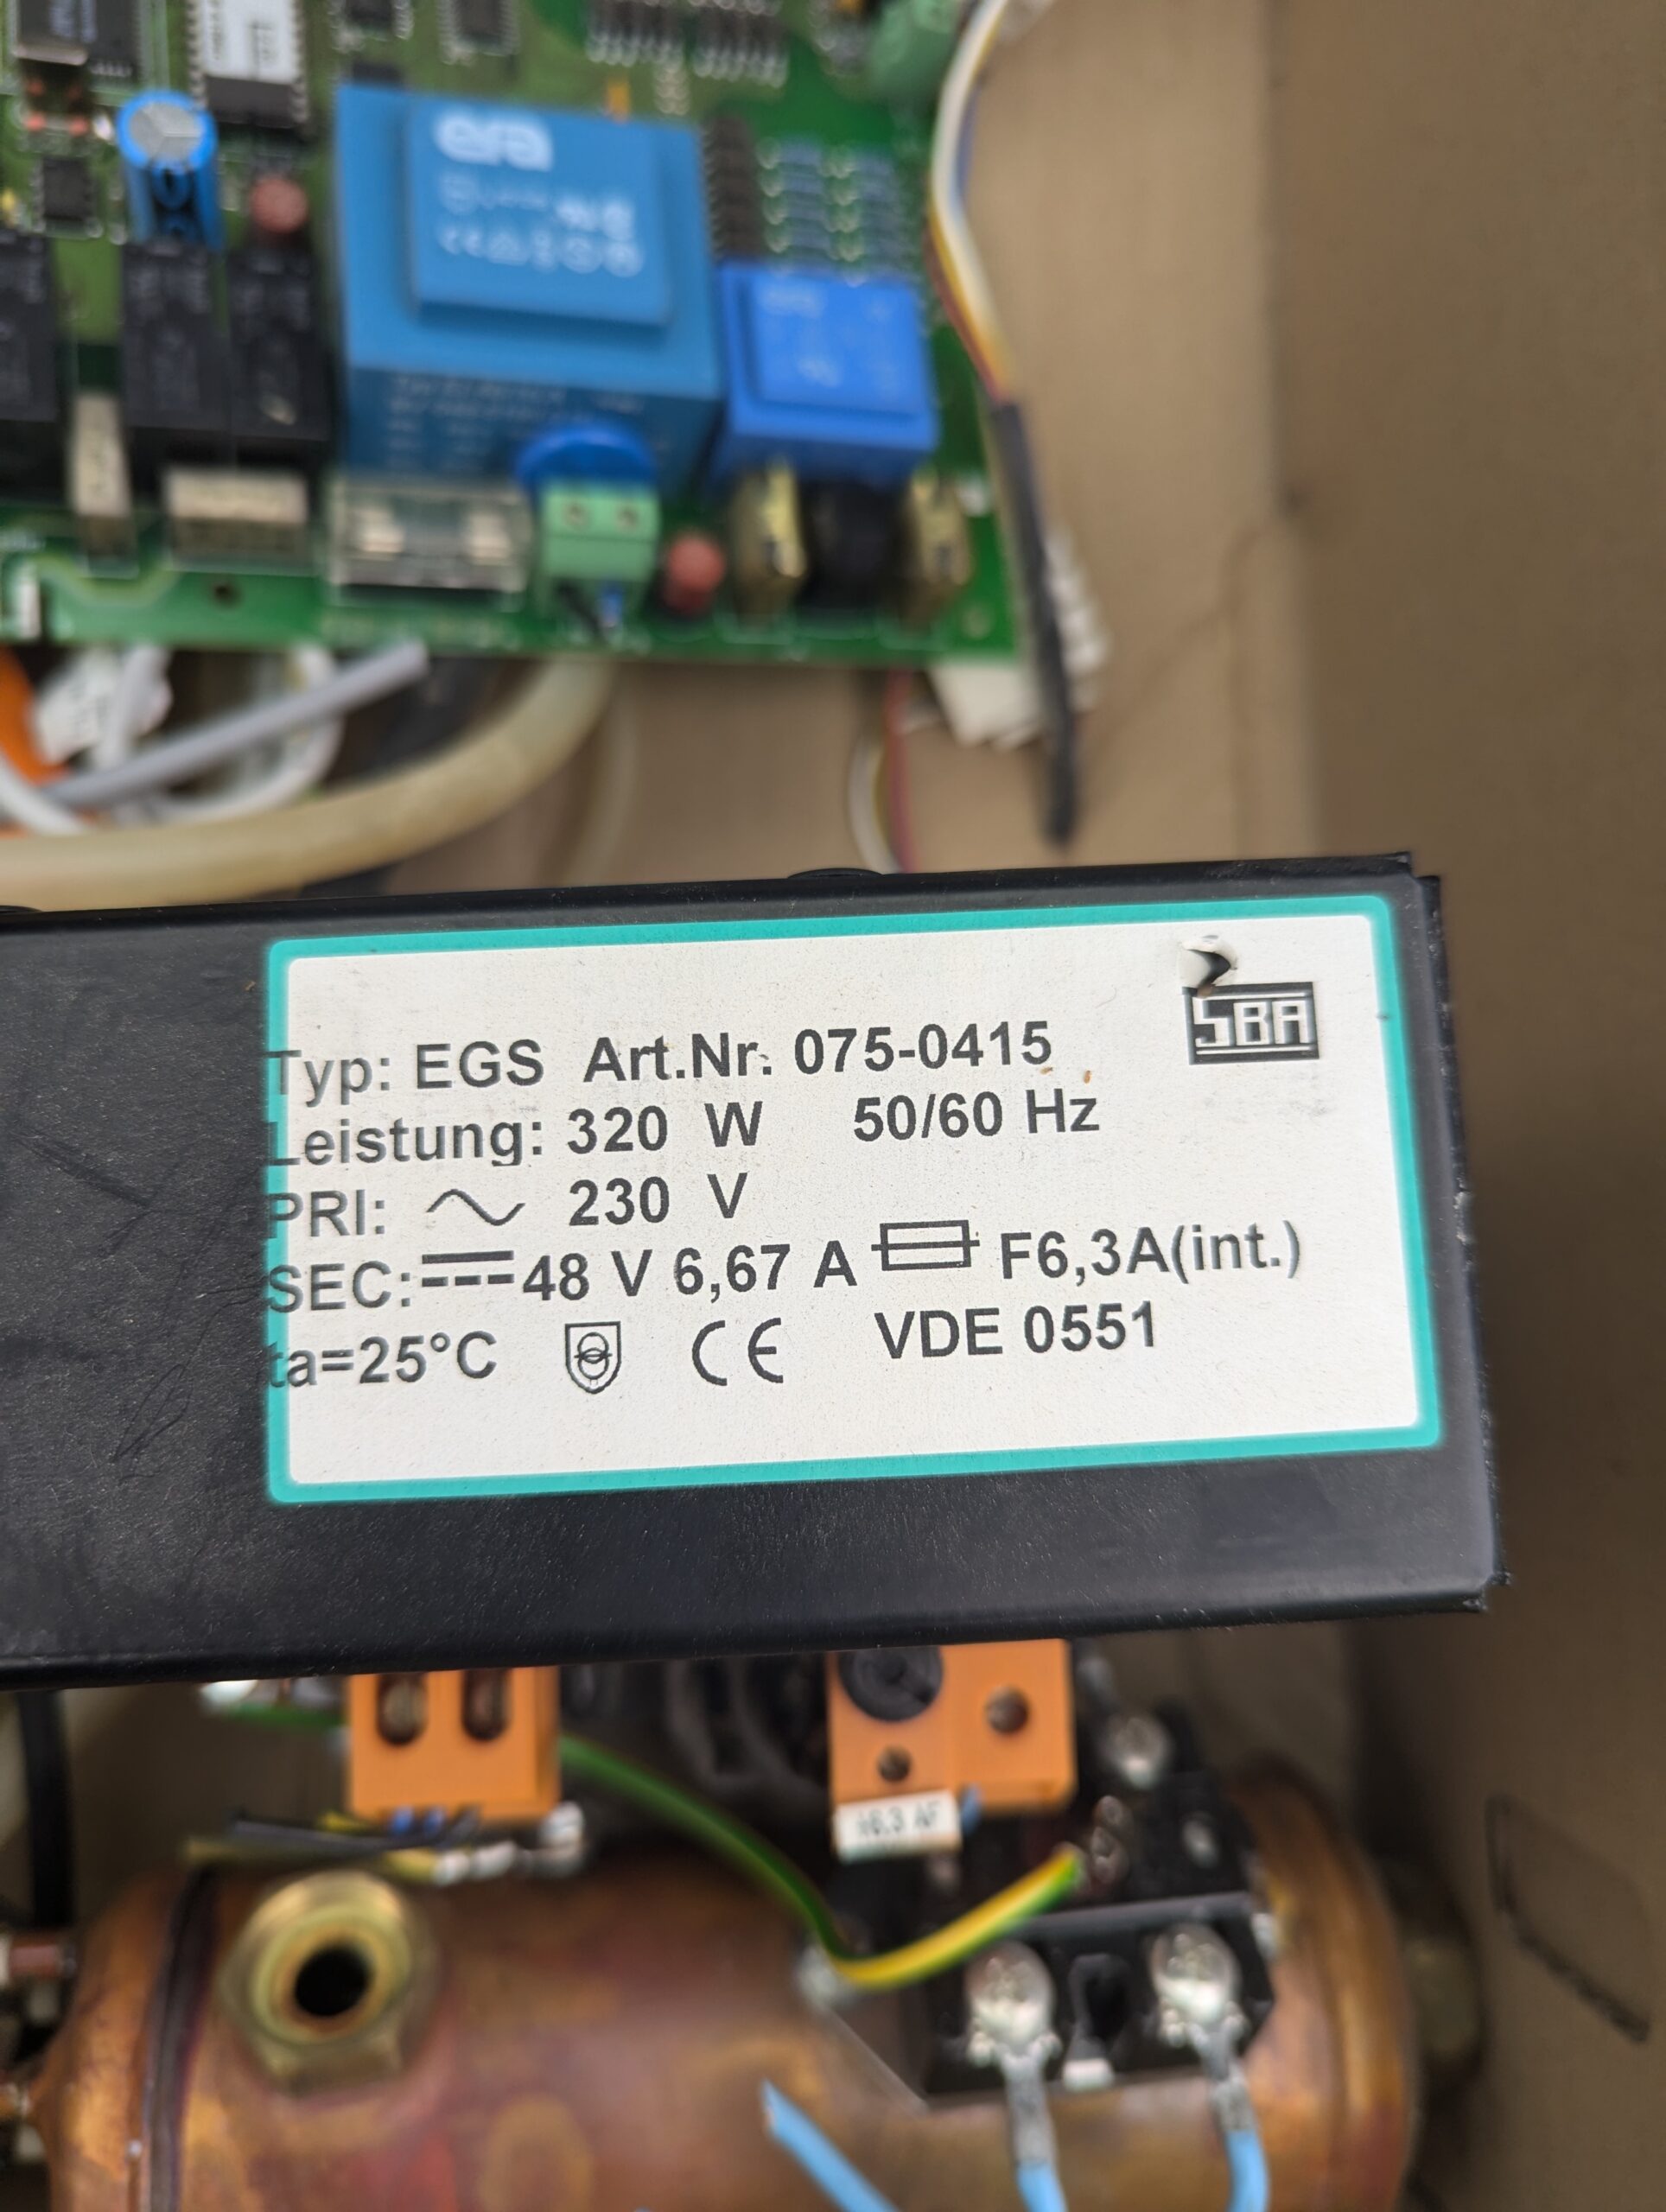 era
SBA
Typ: EGS Art.Nr. 075-0415
Leistung: 320 W 50/60 Hz
PRI: 230 V
SEC: 48 V 6,67 A F6,3A(int.)
ta=25°C CE VDE 0551